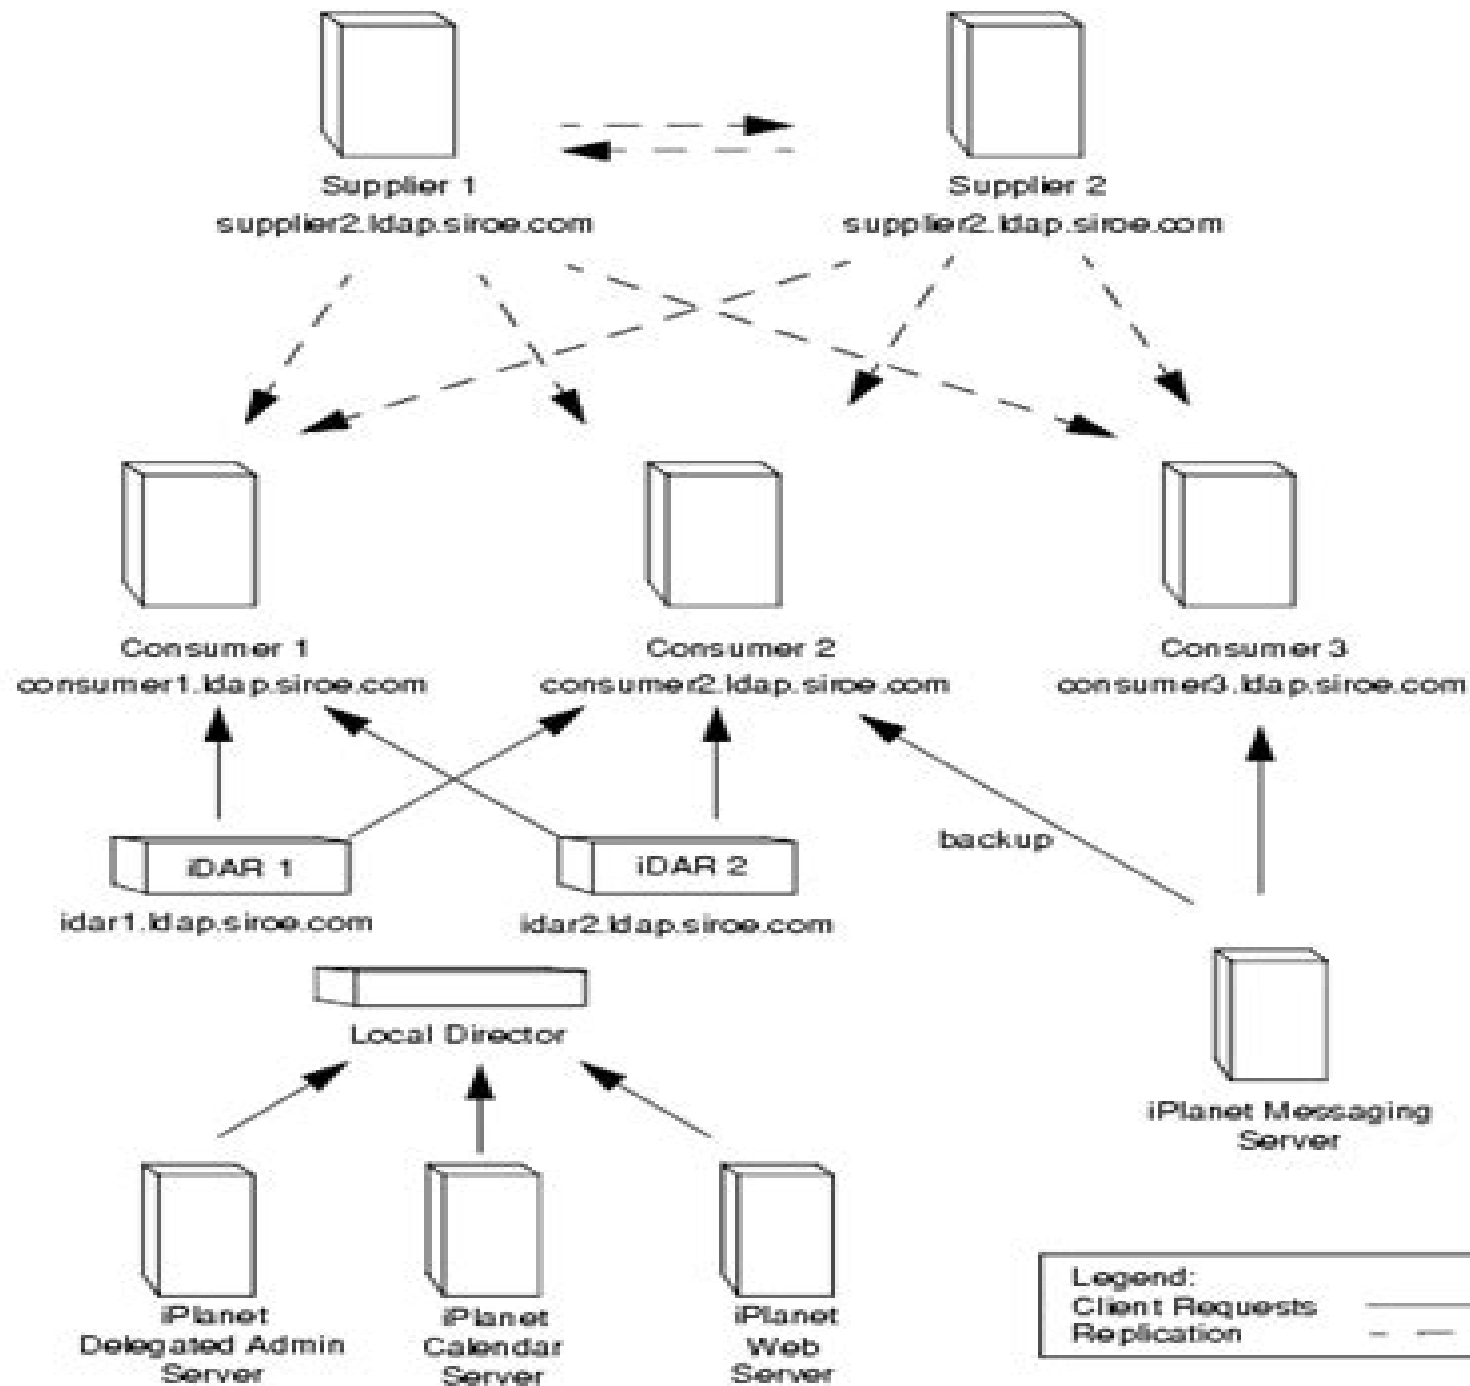 Supplier 1
supplier2.ldap.siroe.com
Supplier 2
supplier2.ldap.siroe.com
Consumer 1
consumer1.ldap.siroe.com
Consumer 2
consumer2.ldap.siroe.com
Consumer 3
consumer3.ldap.siroe.com
backup
iDAR 1
idar1.ldap.siroe.com
iDAR 2
idar2.ldap.siroe.com
Local Director
iPlanet Messaging
Server
iPlanet
Delegated Admin
Server
iPlanet
Calendar
Server
iPlanet
Web
Server
Legend:
Client Requests
Replication